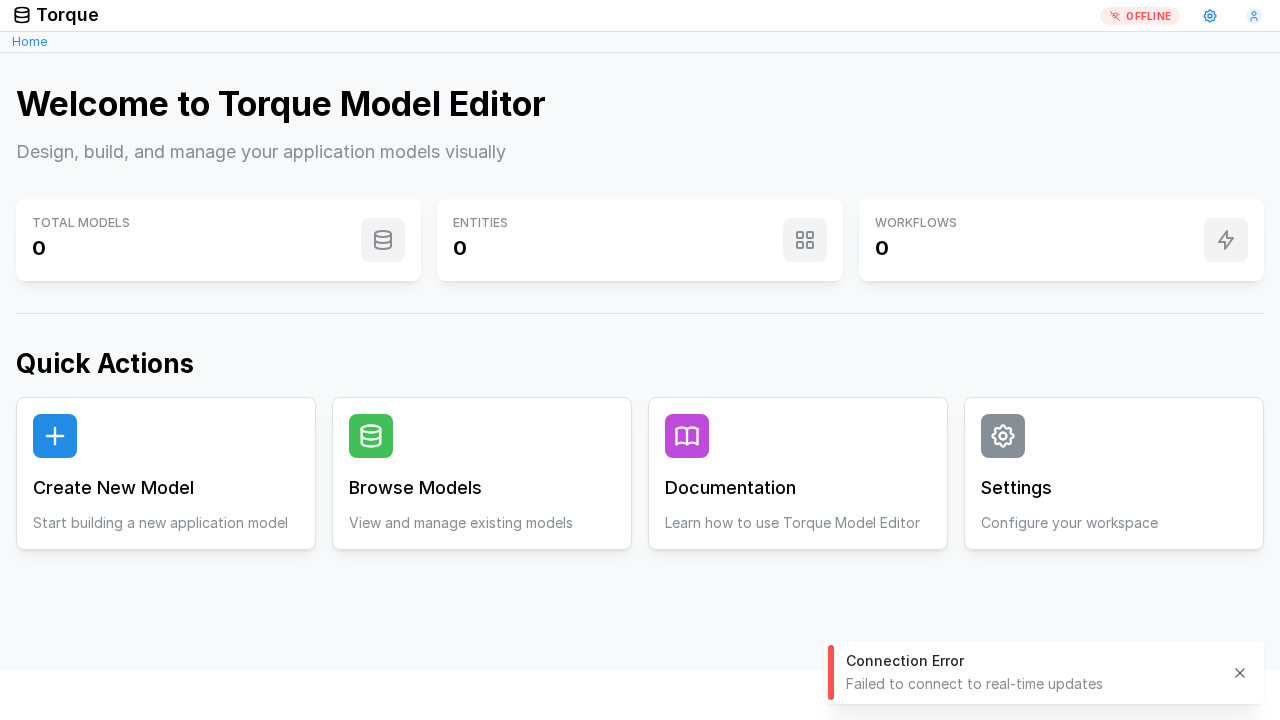 Torque
OFFLINE
Home
Welcome to Torque Model Editor
Design, build, and manage your application models visually
TOTAL MODELS
0
ENTITIES
0
WORKFLOWS
0
Quick Actions
Create New Model
Start building a new application model
Browse Models
View and manage existing models
Documentation
Learn how to use Torque Model Editor
Settings
Configure your workspace
Connection Error
Failed to connect to real-time updates